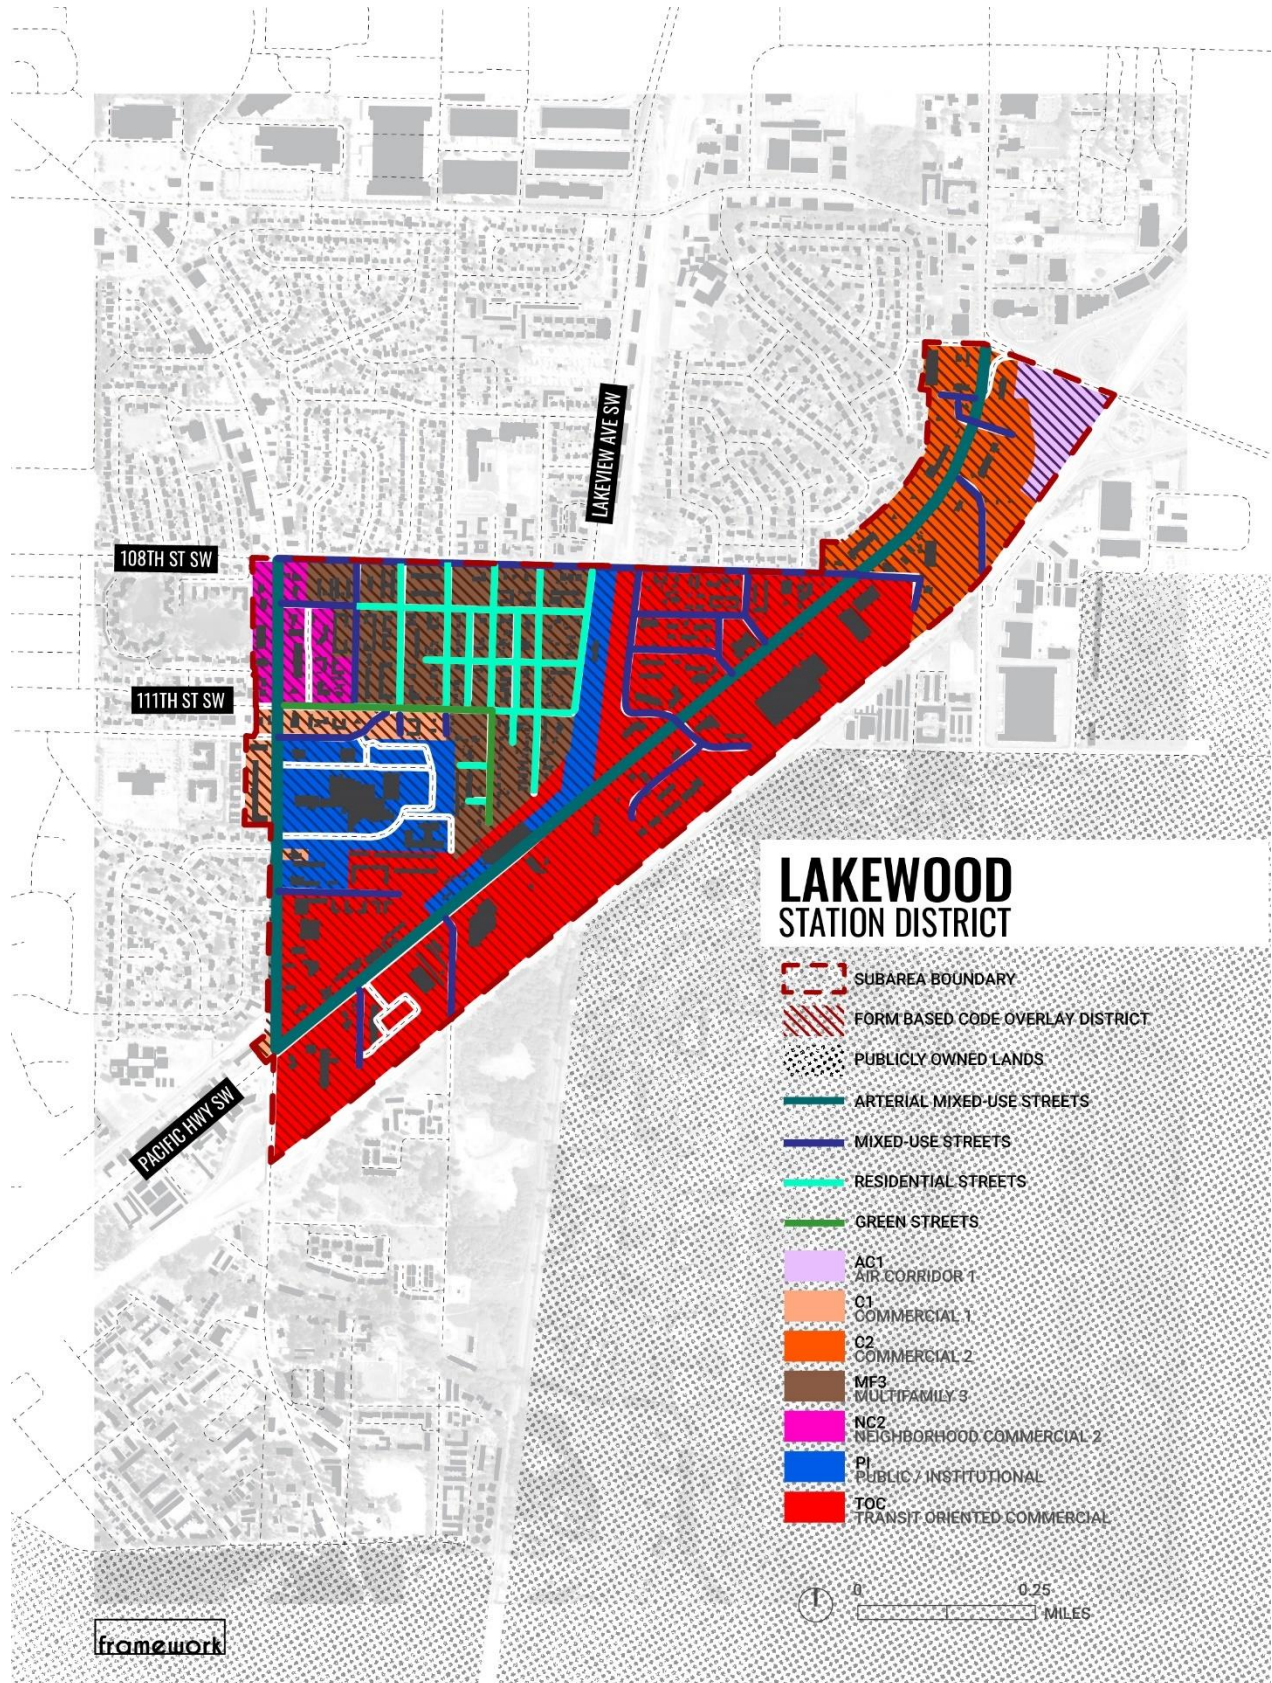 LAKEVIEW AVE SW
108TH ST SW
111TH ST SW
PACIFIC HWY SW
LAKEWOOD
STATION DISTRICT
SUBAREA BOUNDARY
FORM BASED CODE OVERLAY DISTRICT
PUBLICLY OWNED LANDS
ARTERIAL MIXED-USE STREETS
MIXED-USE STREETS
RESIDENTIAL STREETS
GREEN STREETS
AC1
AIR CORRIDOR 1
C1
COMMERCIAL 1
C2
COMMERCIAL 2
MF3
MULTIFAMILY 3
NC2
NEIGHBORHOOD COMMERCIAL 2
PI
PUBLIC / INSTITUTIONAL
TOC
TRANSIT ORIENTED COMMERCIAL
0 0.25
MILES
framework